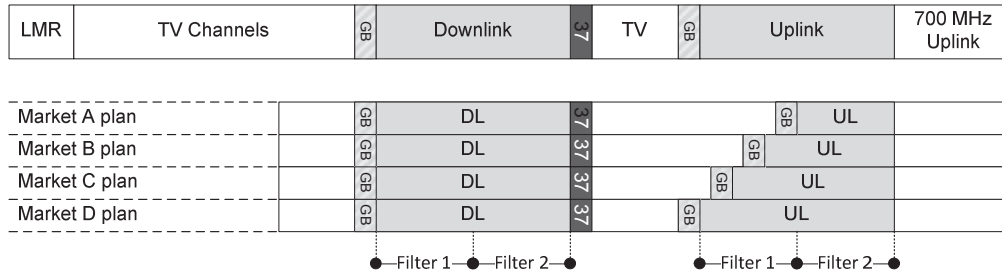 LMR TV Channels GB Downlink 37 TV GB Uplink 700 MHz Uplink
Market A plan GB DL 37 GB UL
Market B plan GB DL 37 GB UL
Market C plan GB DL 37 GB UL
Market D plan GB DL 37 GB UL
Filter 1 Filter 2 Filter 1 Filter 2